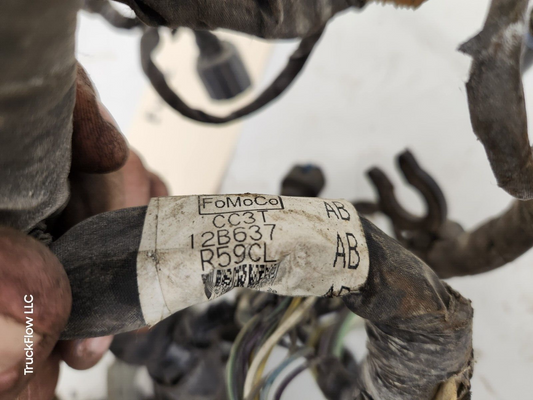 FoMoCo
CC3T
12B637
R59CL
AB
AB
TruckFlow LLC